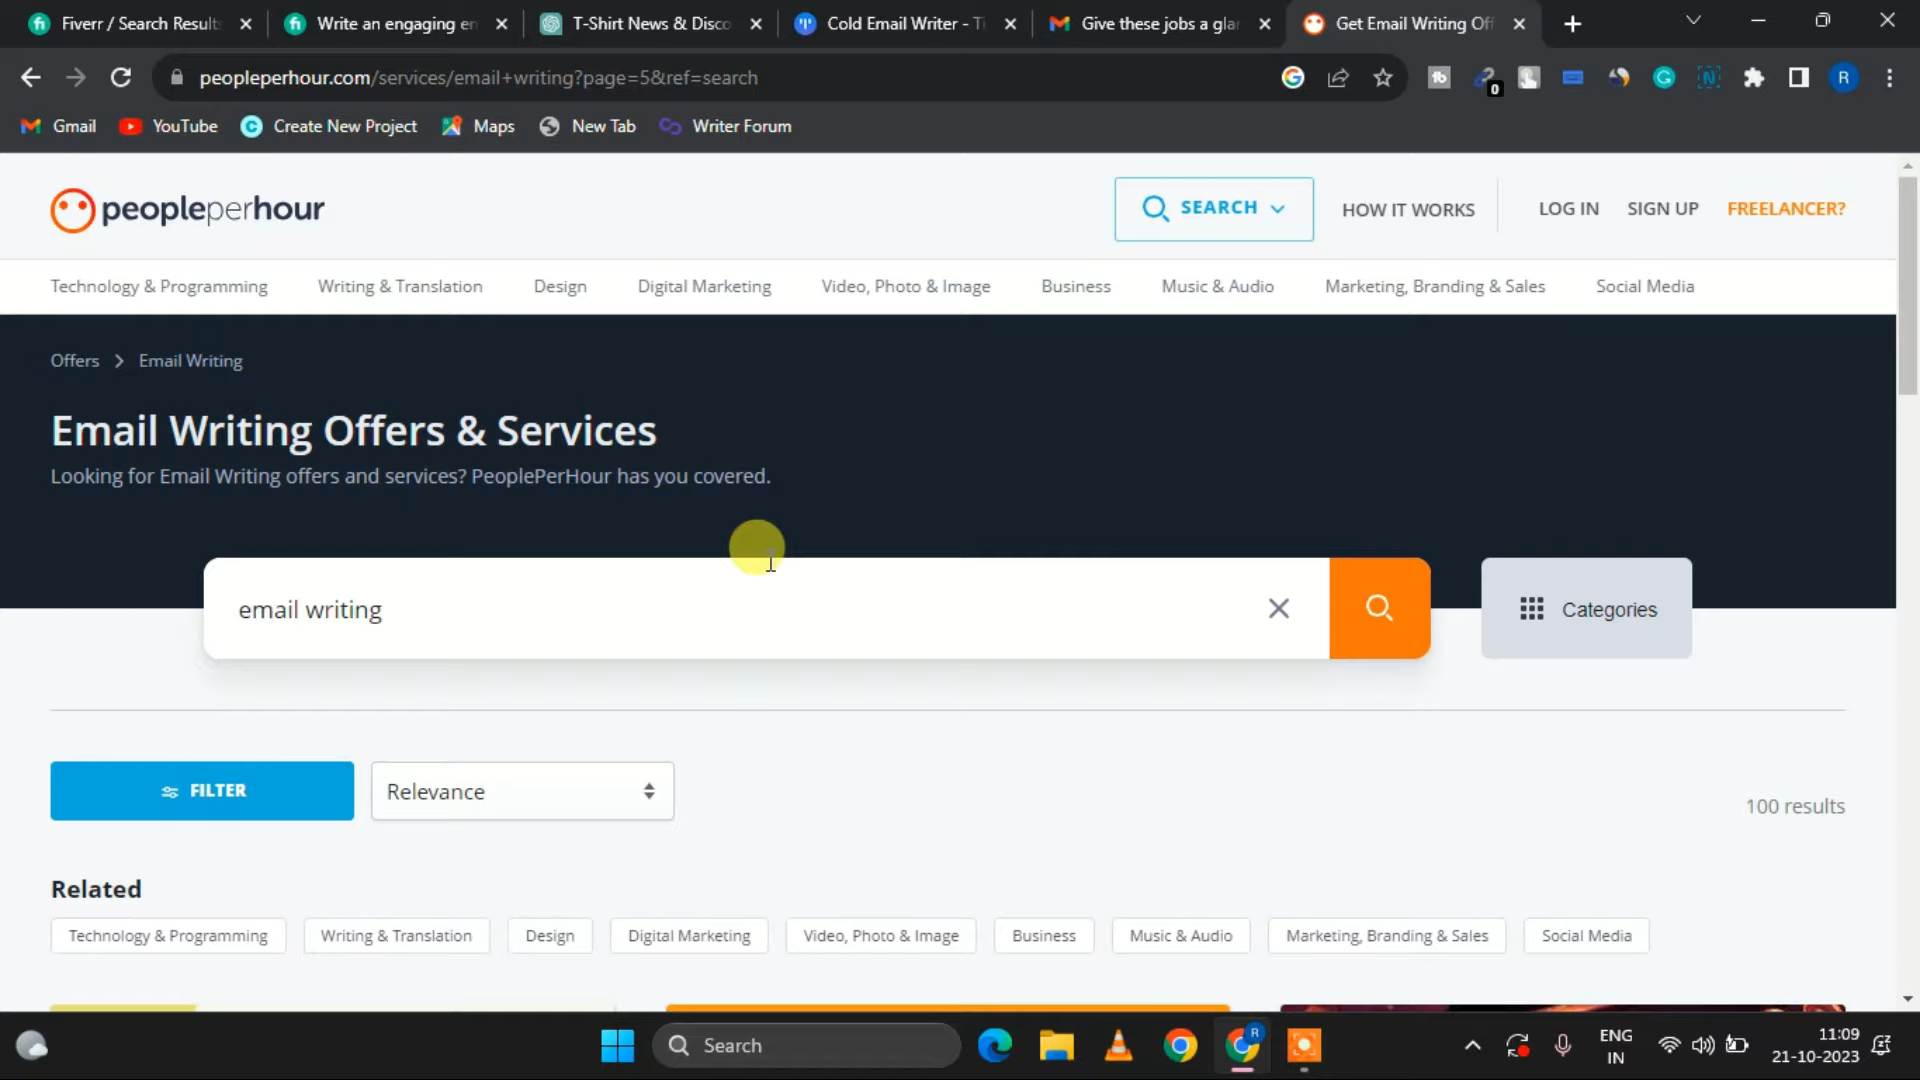 Fiverr / Search Result
Write an engaging en
T-Shirt News & Disco
Cold Email Writer - Ti
Give these jobs a glan
Get Email Writing Off
peopleperhour.com/services/email+writing?page=5&ref=search
0
R
Gmail
YouTube
Create New Project
Maps
New Tab
Writer Forum
peopleperhour
SEARCH
HOW IT WORKS
LOG IN
SIGN UP
FREELANCER?
Technology & Programming
Writing & Translation
Design
Digital Marketing
Video, Photo & Image
Business
Music & Audio
Marketing, Branding & Sales
Social Media
Offers > Email Writing
Email Writing Offers & Services
Looking for Email Writing offers and services? PeoplePerHour has you covered.
email writing
Categories
FILTER
Relevance
100 results
Related
Technology & Programming
Writing & Translation
Design
Digital Marketing
Video, Photo & Image
Business
Music & Audio
Marketing, Branding & Sales
Social Media
Search
R
ENG
IN
11:09
21-10-2023